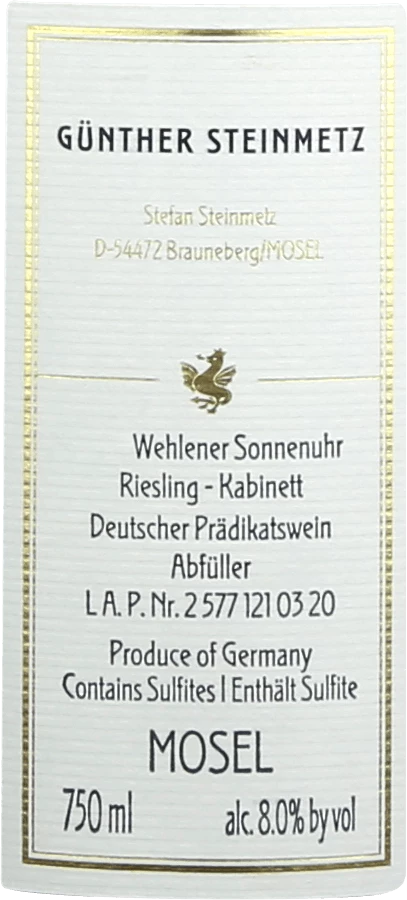 GÜNTHER STEINMETZ
Stefan Steinmetz
D-54472 Brauneberg/MOSEL
Wehlener Sonnenuhr
Riesling - Kabinett
Deutscher Prädikatswein
Abfüller
L A. P. Nr. 2 577 121 03 20
Produce of Germany
Contains Sulfites | Enthält Sulfite
MOSEL
750 ml alc. 8.0% by vol